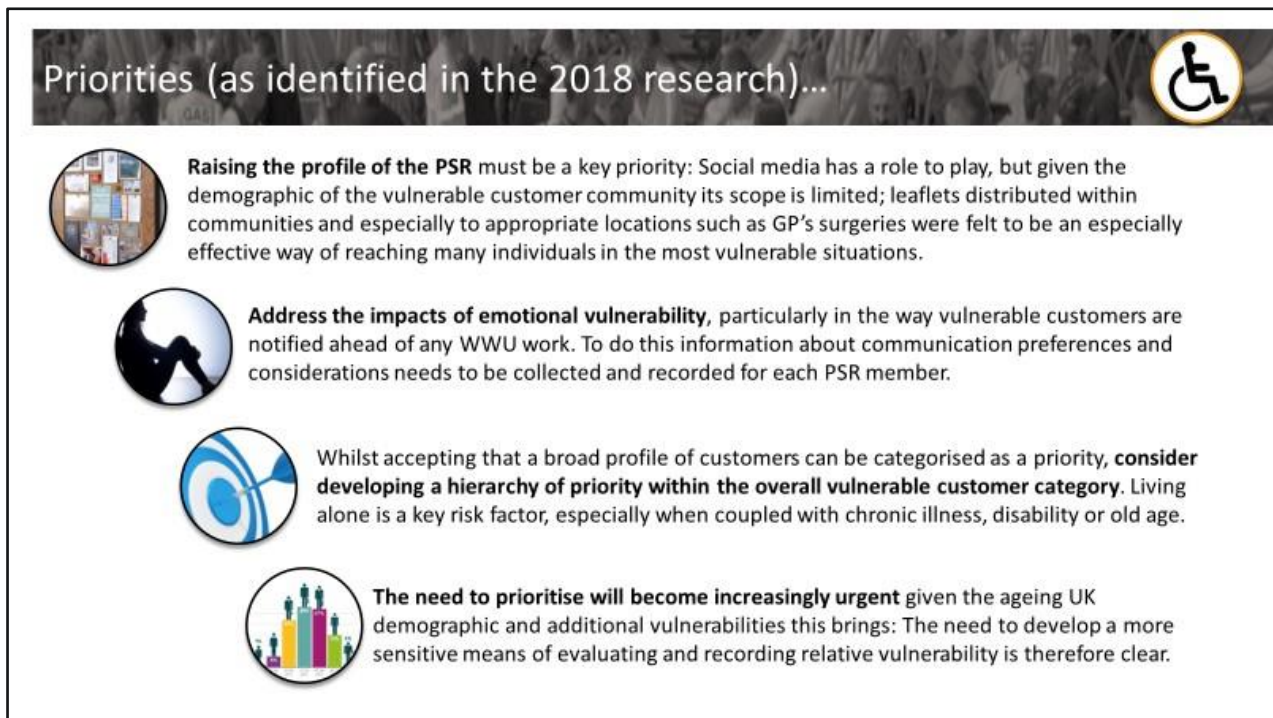 Priorities (as identified in the 2018 research)...
GAS
Raising the profile of the PSR must be a key priority: Social media has a role to play, but given the
demographic of the vulnerable customer community its scope is limited; leaflets distributed within
communities and especially to appropriate locations such as GP's surgeries were felt to be an especially
effective way of reaching many individuals in the most vulnerable situations.
Address the impacts of emotional vulnerability, particularly in the way vulnerable customers are
notified ahead of any WWU work. To do this information about communication preferences and
considerations needs to be collected and recorded for each PSR member.
Whilst accepting that a broad profile of customers can be categorised as a priority, consider
developing a hierarchy of priority within the overall vulnerable customer category. Living
alone is a key risk factor, especially when coupled with chronic illness, disability or old age.
The need to prioritise will become increasingly urgent given the ageing UK
demographic and additional vulnerabilities this brings: The need to develop a more
sensitive means of evaluating and recording relative vulnerability is therefore clear.